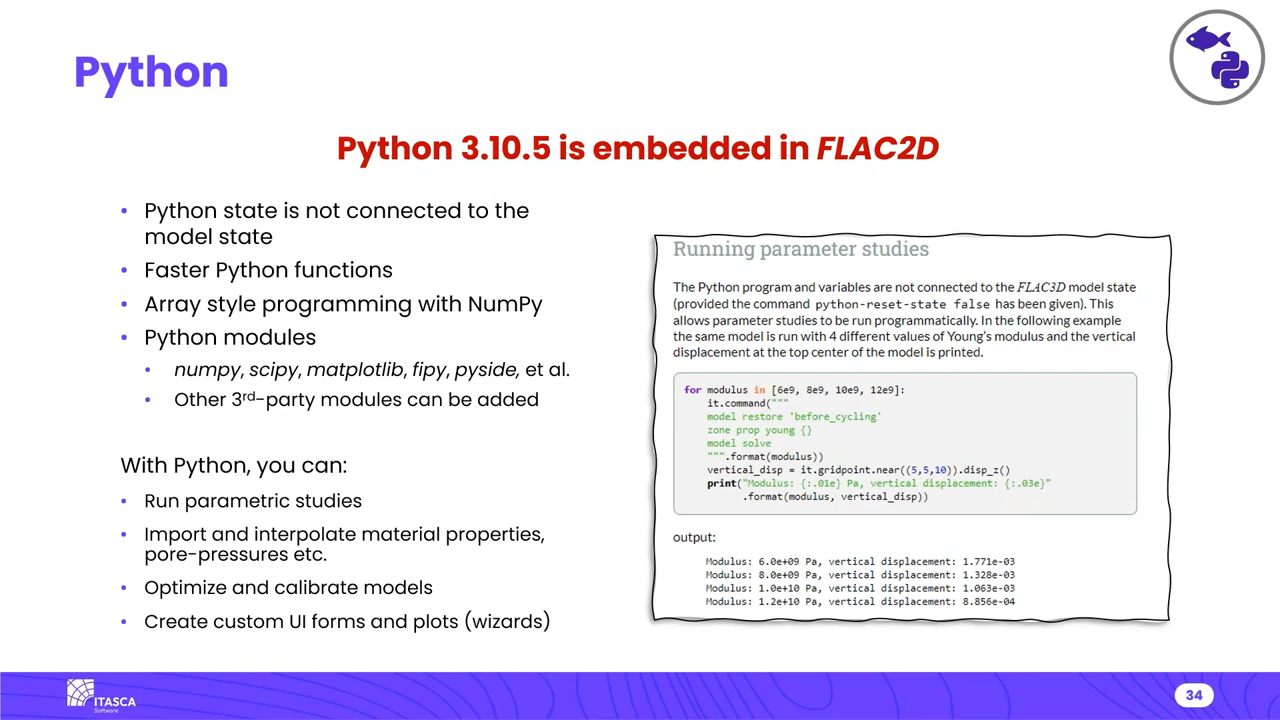 Python
Python 3.10.5 is embedded in FLAC2D
• Python state is not connected to the
model state
• Faster Python functions
• Array style programming with NumPy
• Python modules
• numpy, scipy, matplotlib, fipy, pyside, et al.
• Other 3rd-party modules can be added
With Python, you can:
• Run parametric studies
• Import and interpolate material properties,
pore-pressures etc.
• Optimize and calibrate models
• Create custom UI forms and plots (wizards)
Running parameter studies
The Python program and variables are not connected to the FLAC3D model state
(provided the command python-reset-state false has been given). This
allows parameter studies to be run programmatically. In the following example
the same model is run with 4 different values of Young's modulus and the vertical
displacement at the top center of the model is printed.
for modulus in [6e9, 8e9, 10e9, 12e9]:
    it.command("""
    model restore 'before_cycling'
    zone prop young {}
    model solve
    """.format(modulus))
    vertical_disp = it.gridpoint.near((5,5,10)).disp_z()
    print("Modulus: {:.01e} Pa, vertical displacement: {:.03e}"
          .format(modulus, vertical_disp))
output:
Modulus: 6.0e+09 Pa, vertical displacement: 1.771e-03
Modulus: 8.0e+09 Pa, vertical displacement: 1.328e-03
Modulus: 1.0e+10 Pa, vertical displacement: 1.063e-03
Modulus: 1.2e+10 Pa, vertical displacement: 8.856e-04
ITASCA
Software
34